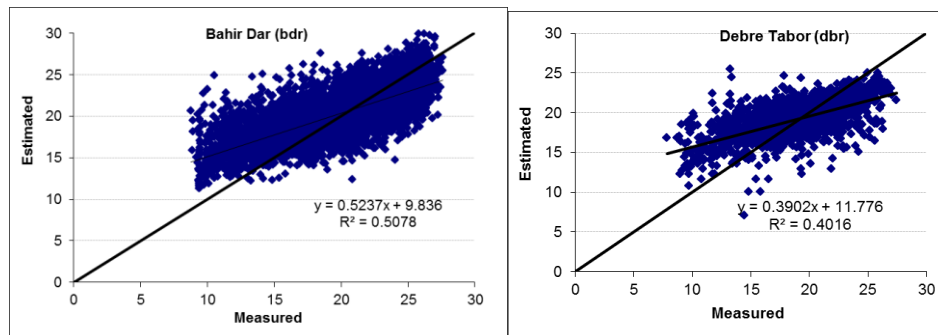 Bahir Dar (bdr)
30
25
20
15
10
5
0
Estimated
y = 0.5237x + 9.836
R² = 0.5078
0 5 10 15 20 25 30
Measured
Debre Tabor (dbr)
30
25
20
15
10
5
0
Estimated
y = 0.3902x + 11.776
R² = 0.4016
0 5 10 15 20 25 30
Measured